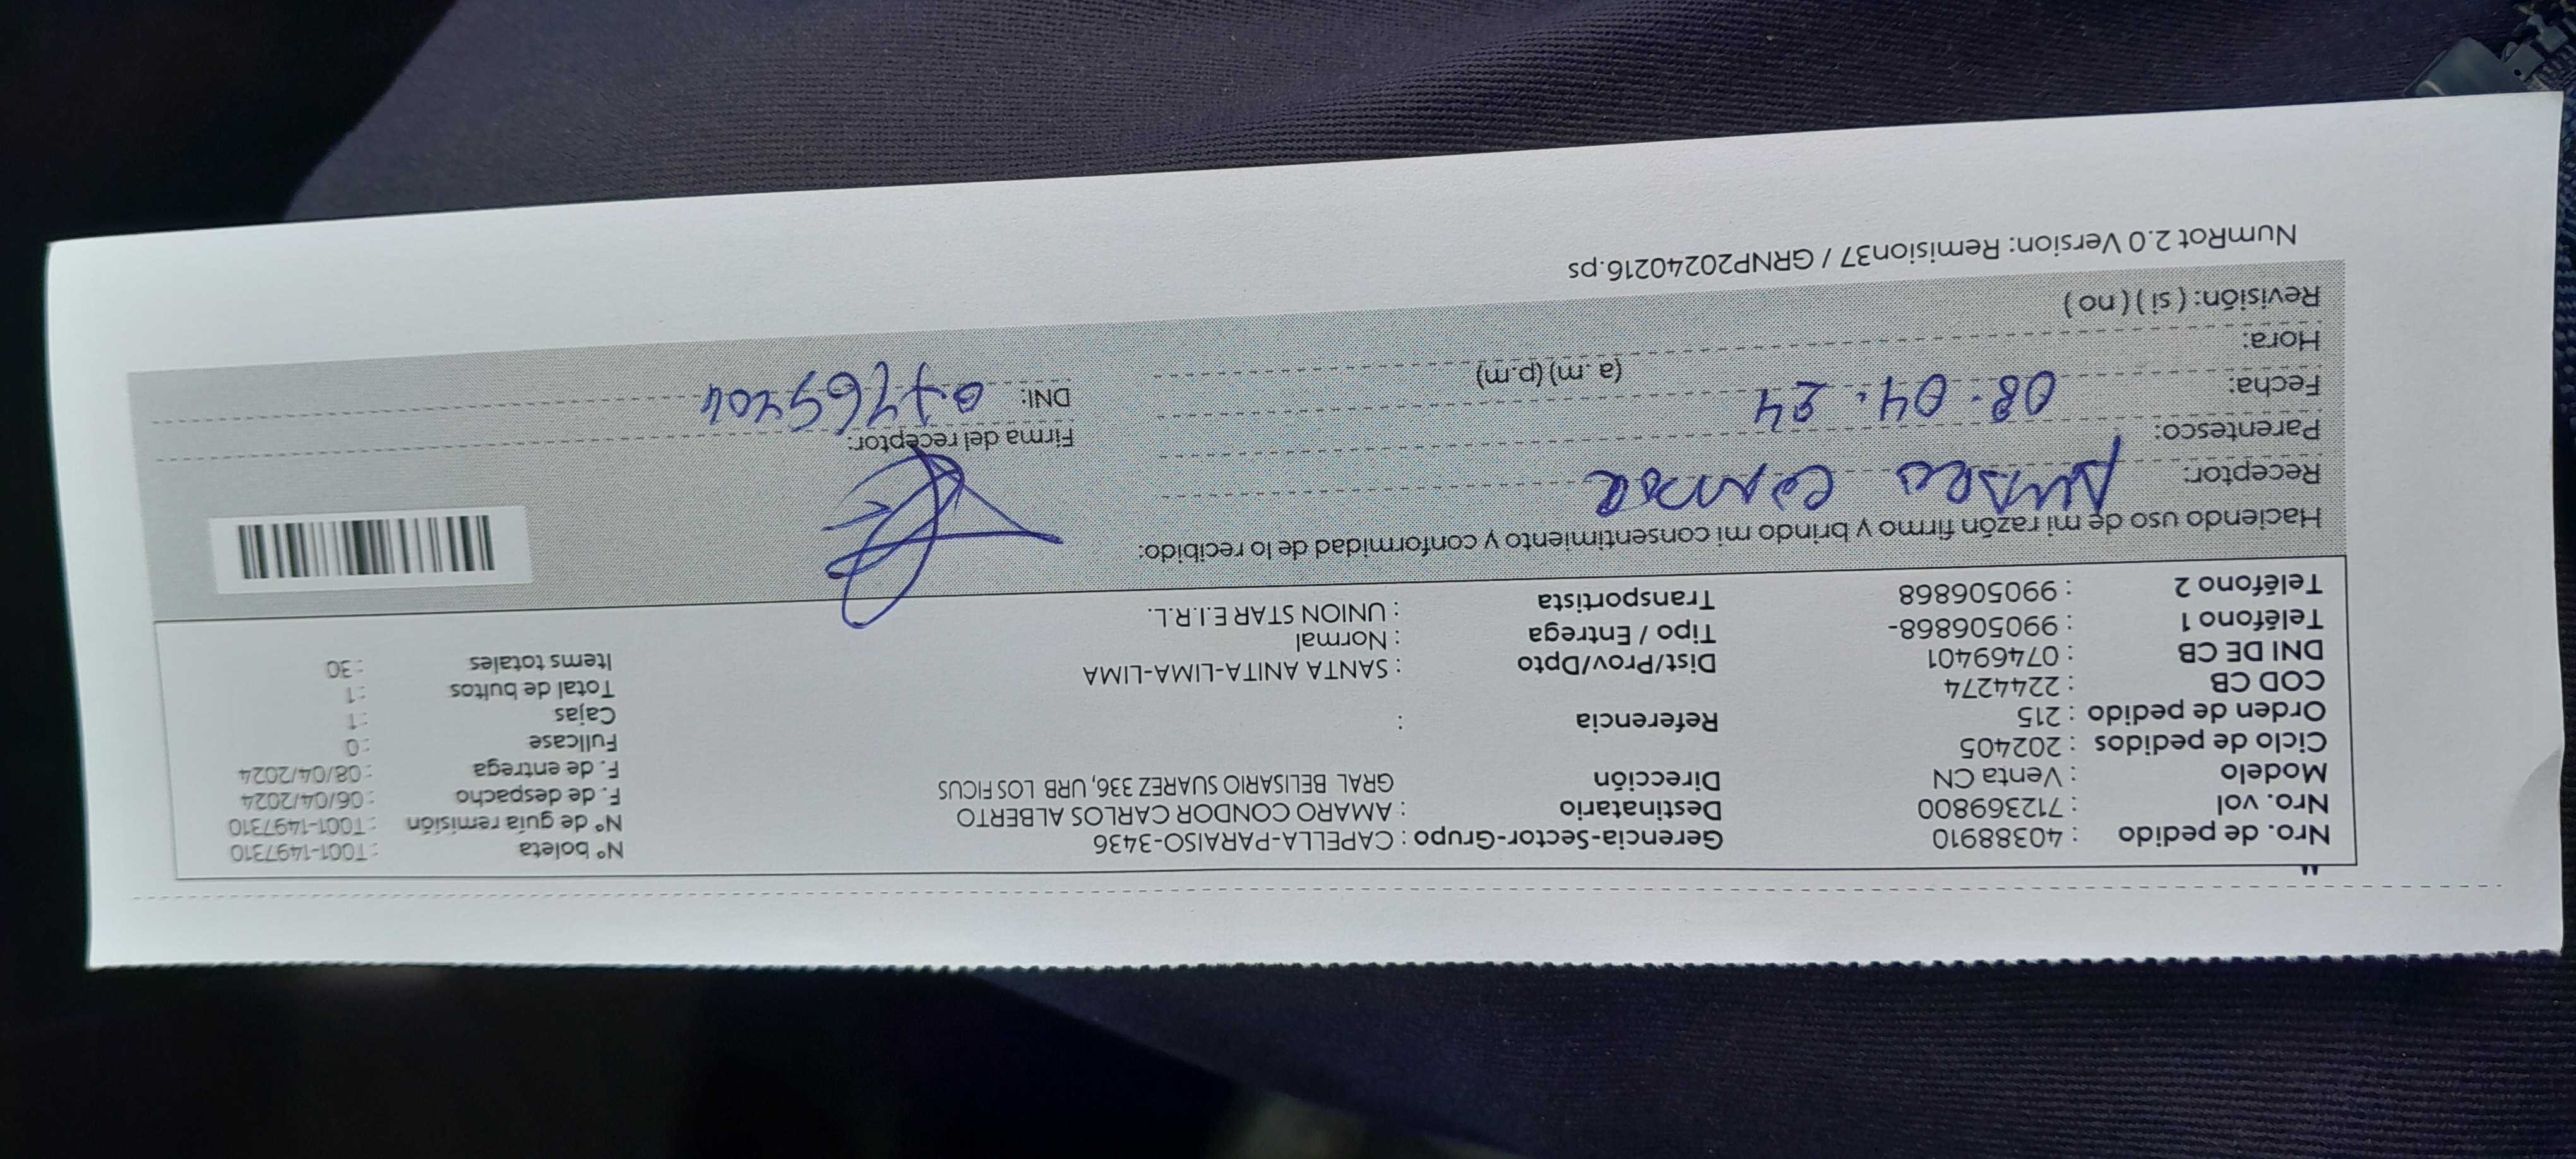 Nro. de pedido : 40388910 Gerencia-Sector-Grupo : CAPELLA-PARAISO-3436 N° boleta : T001-1497310
Nro. vol : 712369800 Destinatario : AMARO CONDOR CARLOS ALBERTO N° de guía remisión : T001-1497310
Modelo : Venta CN Dirección GRAL BELISARIO SUAREZ 336, URB LOS FICUS F. de despacho : 06/04/2024
Ciclo de pedidos : 202405 F. de entrega : 08/04/2024
Orden de pedido : 215 Referencia : Fullcase : 0
COD CB : 2244274 Cajas : 1
DNI DE CB : 07469401 Dist/Prov/Dpto : SANTA ANITA-LIMA-LIMA Total de bultos : 1
Teléfono 1 : 990506868- Tipo / Entrega : Normal Items totales : 30
Teléfono 2 : 990506868 Transportista : UNION STAR E.I.R.L.
Haciendo uso de mi razón firmo y brindo mi consentimiento y conformidad de lo recibido:
Receptor: Condor
Parentesco: Firma del receptor:
Fecha: 08.04.24 DNI:
Hora: (a.m) (p.m)
Revisión: ( si ) ( no )
NumRot 2.0 Version: Remision37 / GRNP20240216.ps